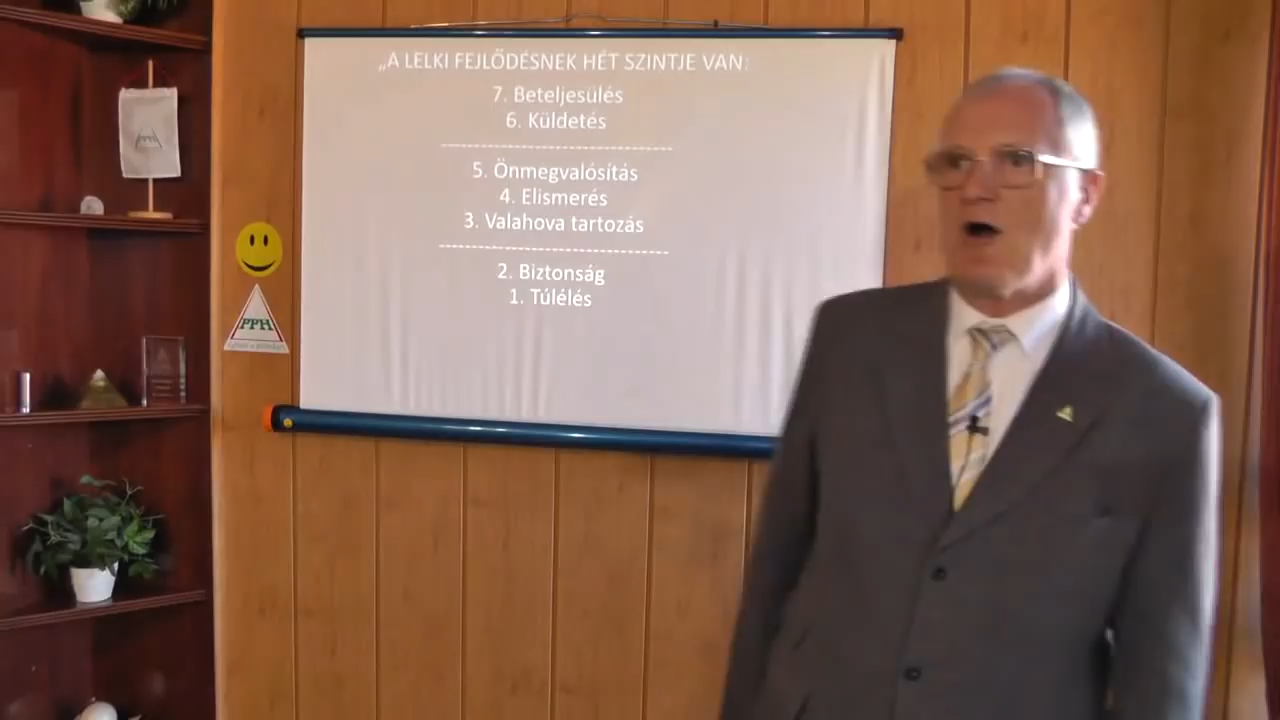 „A LELKI FEJLŐDÉSNEK HÉT SZINTJE VAN:
7. Beteljesülés
6. Küldetés
5. Önmegvalósítás
4. Elismerés
3. Valahova tartozás
2. Biztonság
1. Túlélés
PPH
PPH